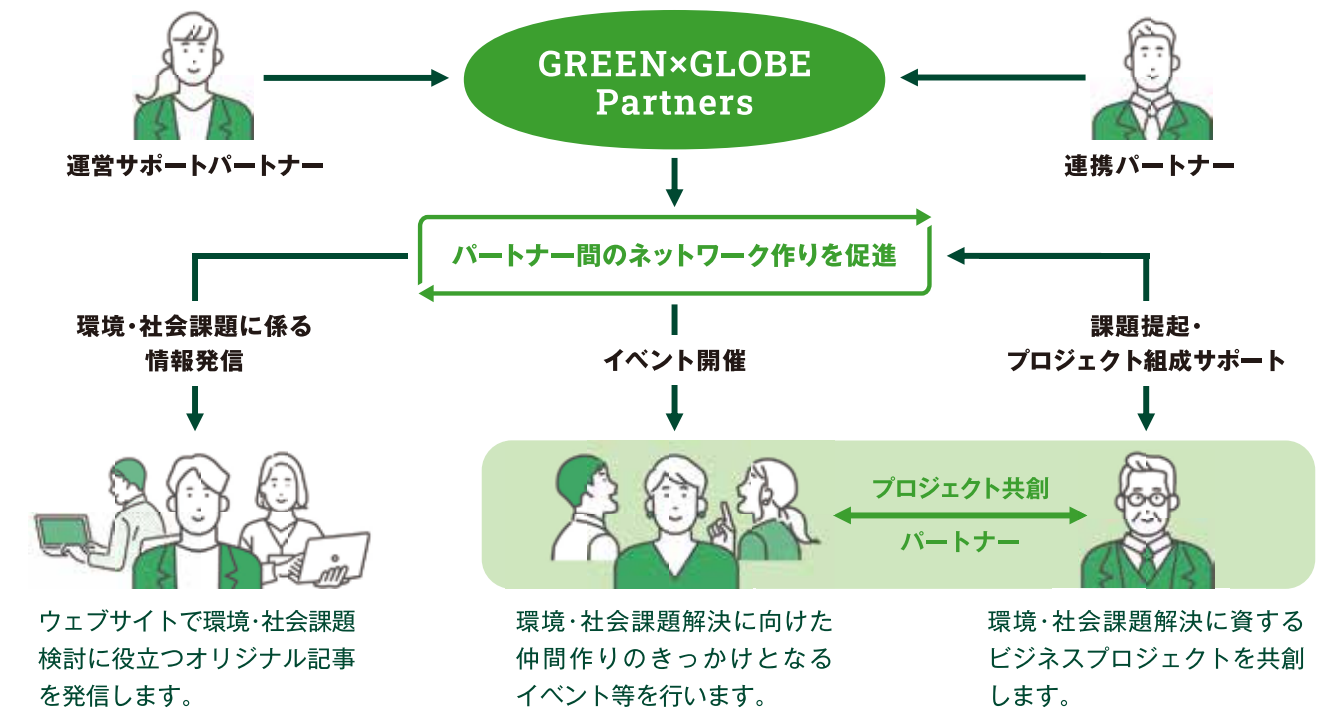 GREEN×GLOBE
Partners
運営サポートパートナー
連携パートナー
パートナー間のネットワーク作りを促進
環境・社会課題に係る
情報発信
イベント開催
課題提起・
プロジェクト組成サポート
プロジェクト共創
パートナー
ウェブサイトで環境・社会課題
検討に役立つオリジナル記事
を発信します。
環境・社会課題解決に向けた
仲間作りのきっかけとなる
イベント等を行います。
環境・社会課題解決に資する
ビジネスプロジェクトを共創
します。